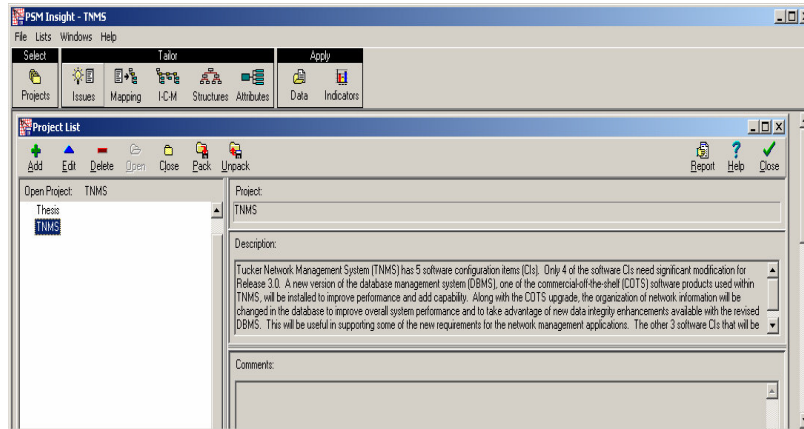 PSM Insight - TNMS
File Lists Windows Help
Select Tailor Apply
Projects Issues Mapping I-C-M Structures Attributes Data Indicators
Project List
Add Edit Delete Open Close Pack Unpack Report Help Close
Open Project: TNMS
Thesis
TNMS
Project:
TNMS
Description:
Tucker Network Management System (TNMS) has 5 software configuration items (CIs). Only 4 of the software CIs need significant modification for
Release 3.0. A new version of the database management system (DBMS), one of the commercial-off-the-shelf (COTS) software products used within
TNMS, will be installed to improve performance and add capability. Along with the COTS upgrade, the organization of network information will be
changed in the database to improve overall system performance and to take advantage of new data integrity enhancements available with the revised
DBMS. This will be useful in supporting some of the new requirements for the network management applications. The other 3 software CIs that will be
Comments: